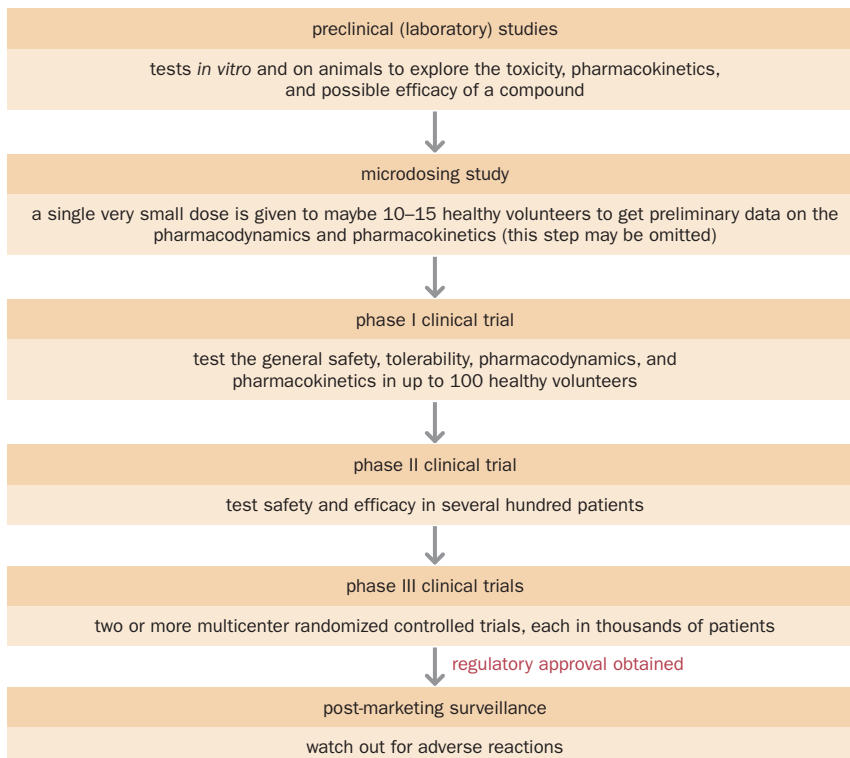 preclinical (laboratory) studies
tests in vitro and on animals to explore the toxicity, pharmacokinetics,
and possible efficacy of a compound
microdosing study
a single very small dose is given to maybe 10–15 healthy volunteers to get preliminary data on the
pharmacodynamics and pharmacokinetics (this step may be omitted)
phase I clinical trial
test the general safety, tolerability, pharmacodynamics, and
pharmacokinetics in up to 100 healthy volunteers
phase II clinical trial
test safety and efficacy in several hundred patients
phase III clinical trials
two or more multicenter randomized controlled trials, each in thousands of patients
regulatory approval obtained
post-marketing surveillance
watch out for adverse reactions